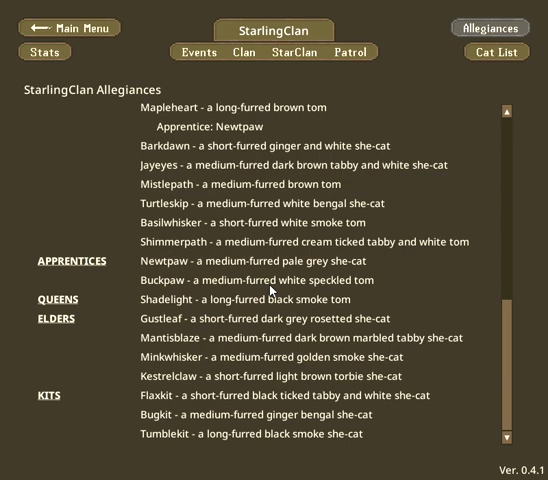 Main Menu
StarlingClan
Allegiances
Stats
Events Clan StarClan Patrol
Cat List
StarlingClan Allegiances
Mapleheart - a long-furred brown tom
Apprentice: Newtpaw
Barkdawn - a short-furred ginger and white she-cat
Jayeyes - a medium-furred dark brown tabby and white she-cat
Mistlepath - a medium-furred brown tom
Turtleskip - a medium-furred white bengal she-cat
Basilwhisker - a short-furred white smoke tom
Shimmerpath - a medium-furred cream ticked tabby and white tom
APPRENTICES Newtpaw - a medium-furred pale grey she-cat
Buckpaw - a medium-furred white speckled tom
QUEENS Shadelight - a long-furred black smoke tom
ELDERS Gustleaf - a short-furred dark grey rosetted she-cat
Mantisblaze - a medium-furred dark brown marbled tabby she-cat
Minkwhisker - a medium-furred golden smoke she-cat
Kestrelclaw - a short-furred light brown torbie she-cat
KITS Flaxkit - a short-furred black ticked tabby and white she-cat
Bugkit - a medium-furred ginger bengal she-cat
Tumblekit - a long-furred black smoke she-cat
Ver. 0.4.1